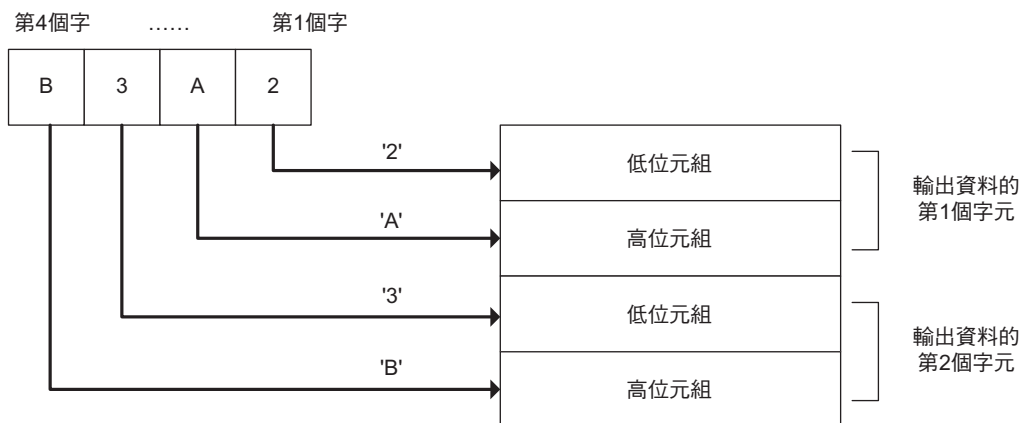 第4個字 …… 第1個字
B 3 A 2
'2' 低位元組
輸出資料的
第1個字元
'A' 高位元組
'3' 低位元組
輸出資料的
第2個字元
'B' 高位元組